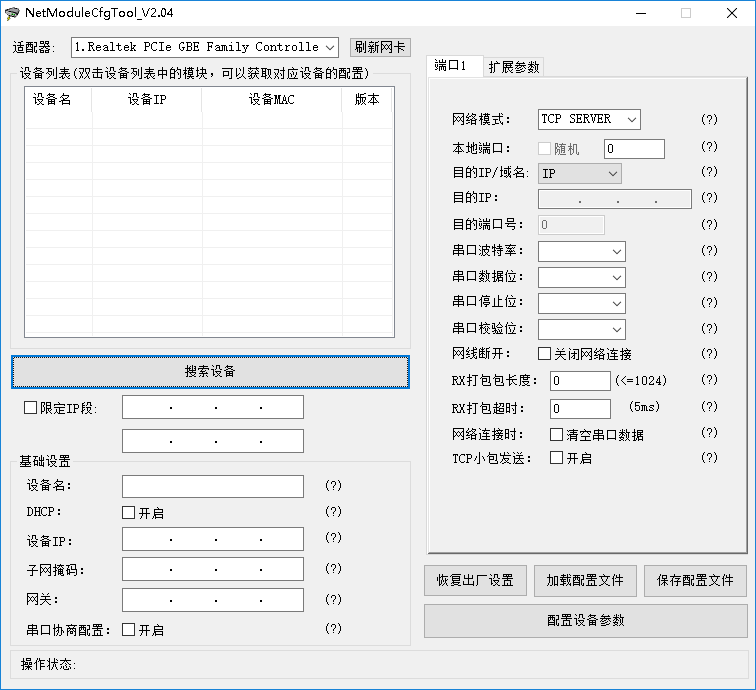 NetModuleCfgTool_V2.04
适配器: 1.Realtek PCIe GBE Family Controlle 刷新网卡
设备列表(双击设备列表中的模块，可以获取对应设备的配置)
设备名 设备IP 设备MAC 版本
搜索设备
限定IP段: . . .
. . .
基础设置
设备名: (?)
DHCP: 开启 (?)
设备IP: . . . (?)
子网掩码: . . . (?)
网关: . . . (?)
串口协商配置: 开启 (?)
端口1 扩展参数
网络模式: TCP SERVER (?)
本地端口: 随机 0 (?)
目的IP/域名: IP (?)
目的IP: . . . (?)
目的端口号: 0 (?)
串口波特率: (?)
串口数据位: (?)
串口停止位: (?)
串口校验位: (?)
网线断开: 关闭网络连接 (?)
RX打包包长度: 0 (<=1024) (?)
RX打包超时: 0 (5ms) (?)
网络连接时: 清空串口数据 (?)
TCP小包发送: 开启 (?)
恢复出厂设置 加载配置文件 保存配置文件
配置设备参数
操作状态: